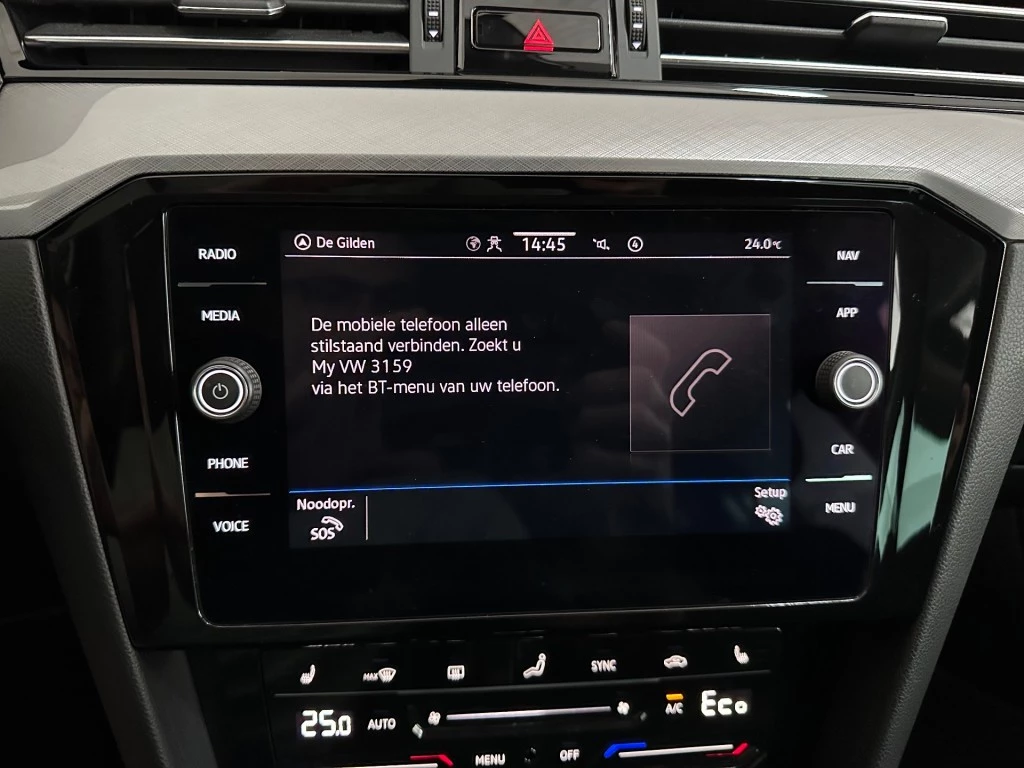 De Gilden 14:45 4 24.0°C
RADIO
MEDIA
PHONE
VOICE
De mobiele telefoon alleen
stilstaand verbinden. Zoekt u
My VW 3159
via het BT-menu van uw telefoon.
Noodopr.
SOS
Setup
NAV
APP
CAR
MENU
MAX SYNC
25.0 AUTO A/C Eco
MENU OFF